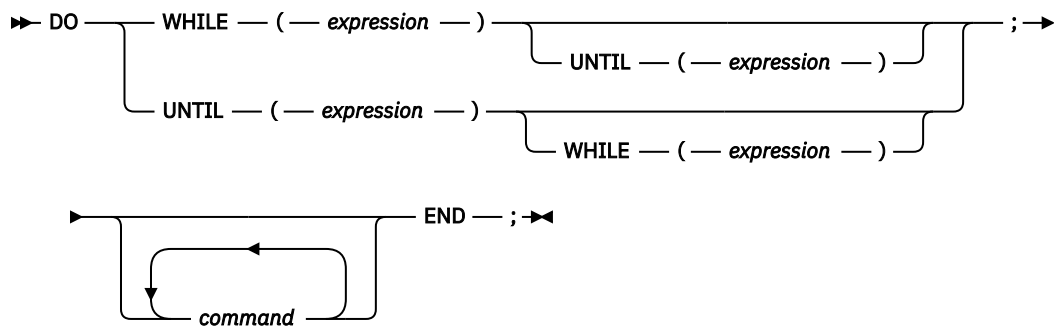 DO WHILE ( expression ) ;
UNTIL ( expression )
UNTIL ( expression )
WHILE ( expression )
END ;
command